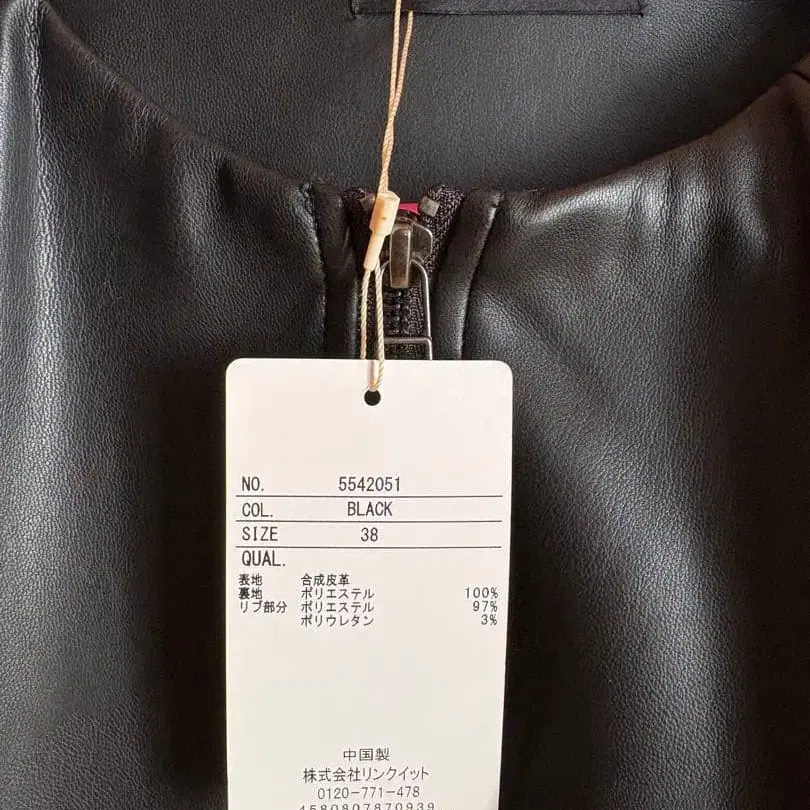 NO. 5542051
COL. BLACK
SIZE 38
QUAL.
表地 合成皮革
裏地 ポリエステル 100%
リブ部分 ポリエステル 97%
ポリウレタン 3%
中国製
株式会社リンクイット
0120-771-478
4580807870939